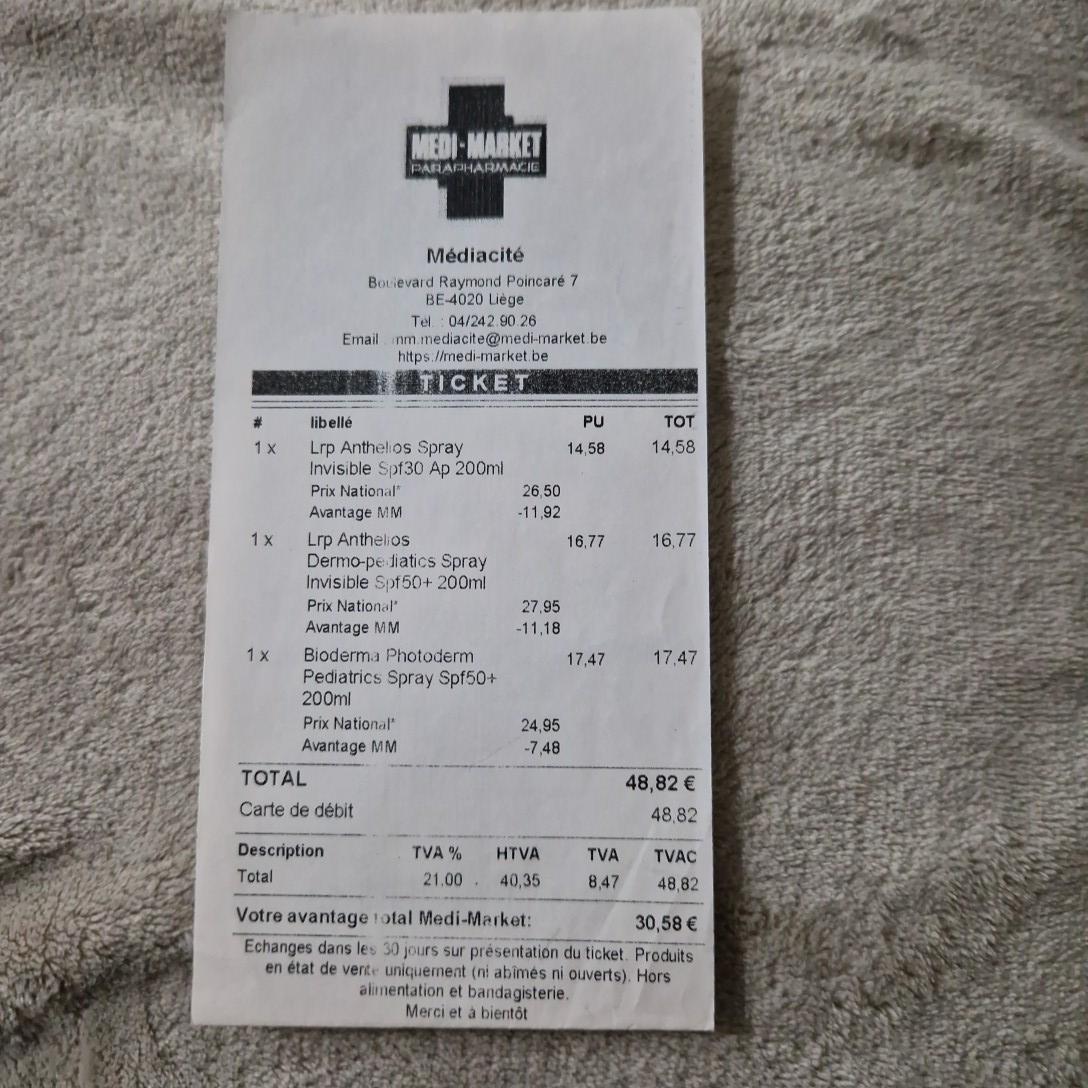 MEDI-MARKET
PARAPHARMACIE
Médiacité
Boulevard Raymond Poincaré 7
BE-4020 Liège
Tel. : 04/242.90.26
Email : mm.mediacite@medi-market.be
https://medi-market.be
TICKET
# libellé PU TOT
1 x Lrp Anthelios Spray 14,58 14,58
Invisible Spf30 Ap 200ml
Prix National* 26,50
Avantage MM -11,92
1 x Lrp Anthelios 16,77 16,77
Dermo-pediatics Spray
Invisible Spf50+ 200ml
Prix National* 27,95
Avantage MM -11,18
1 x Bioderma Photoderm 17,47 17,47
Pediatrics Spray Spf50+
200ml
Prix National* 24,95
Avantage MM -7,48
TOTAL 48,82 €
Carte de débit 48,82
Description TVA % HTVA TVA TVAC
Total 21.00 40,35 8,47 48,82
Votre avantage total Medi-Market: 30,58 €
Echanges dans les 30 jours sur présentation du ticket. Produits
en état de vente uniquement (ni abîmés ni ouverts). Hors
alimentation et bandagisterie.
Merci et à bientôt